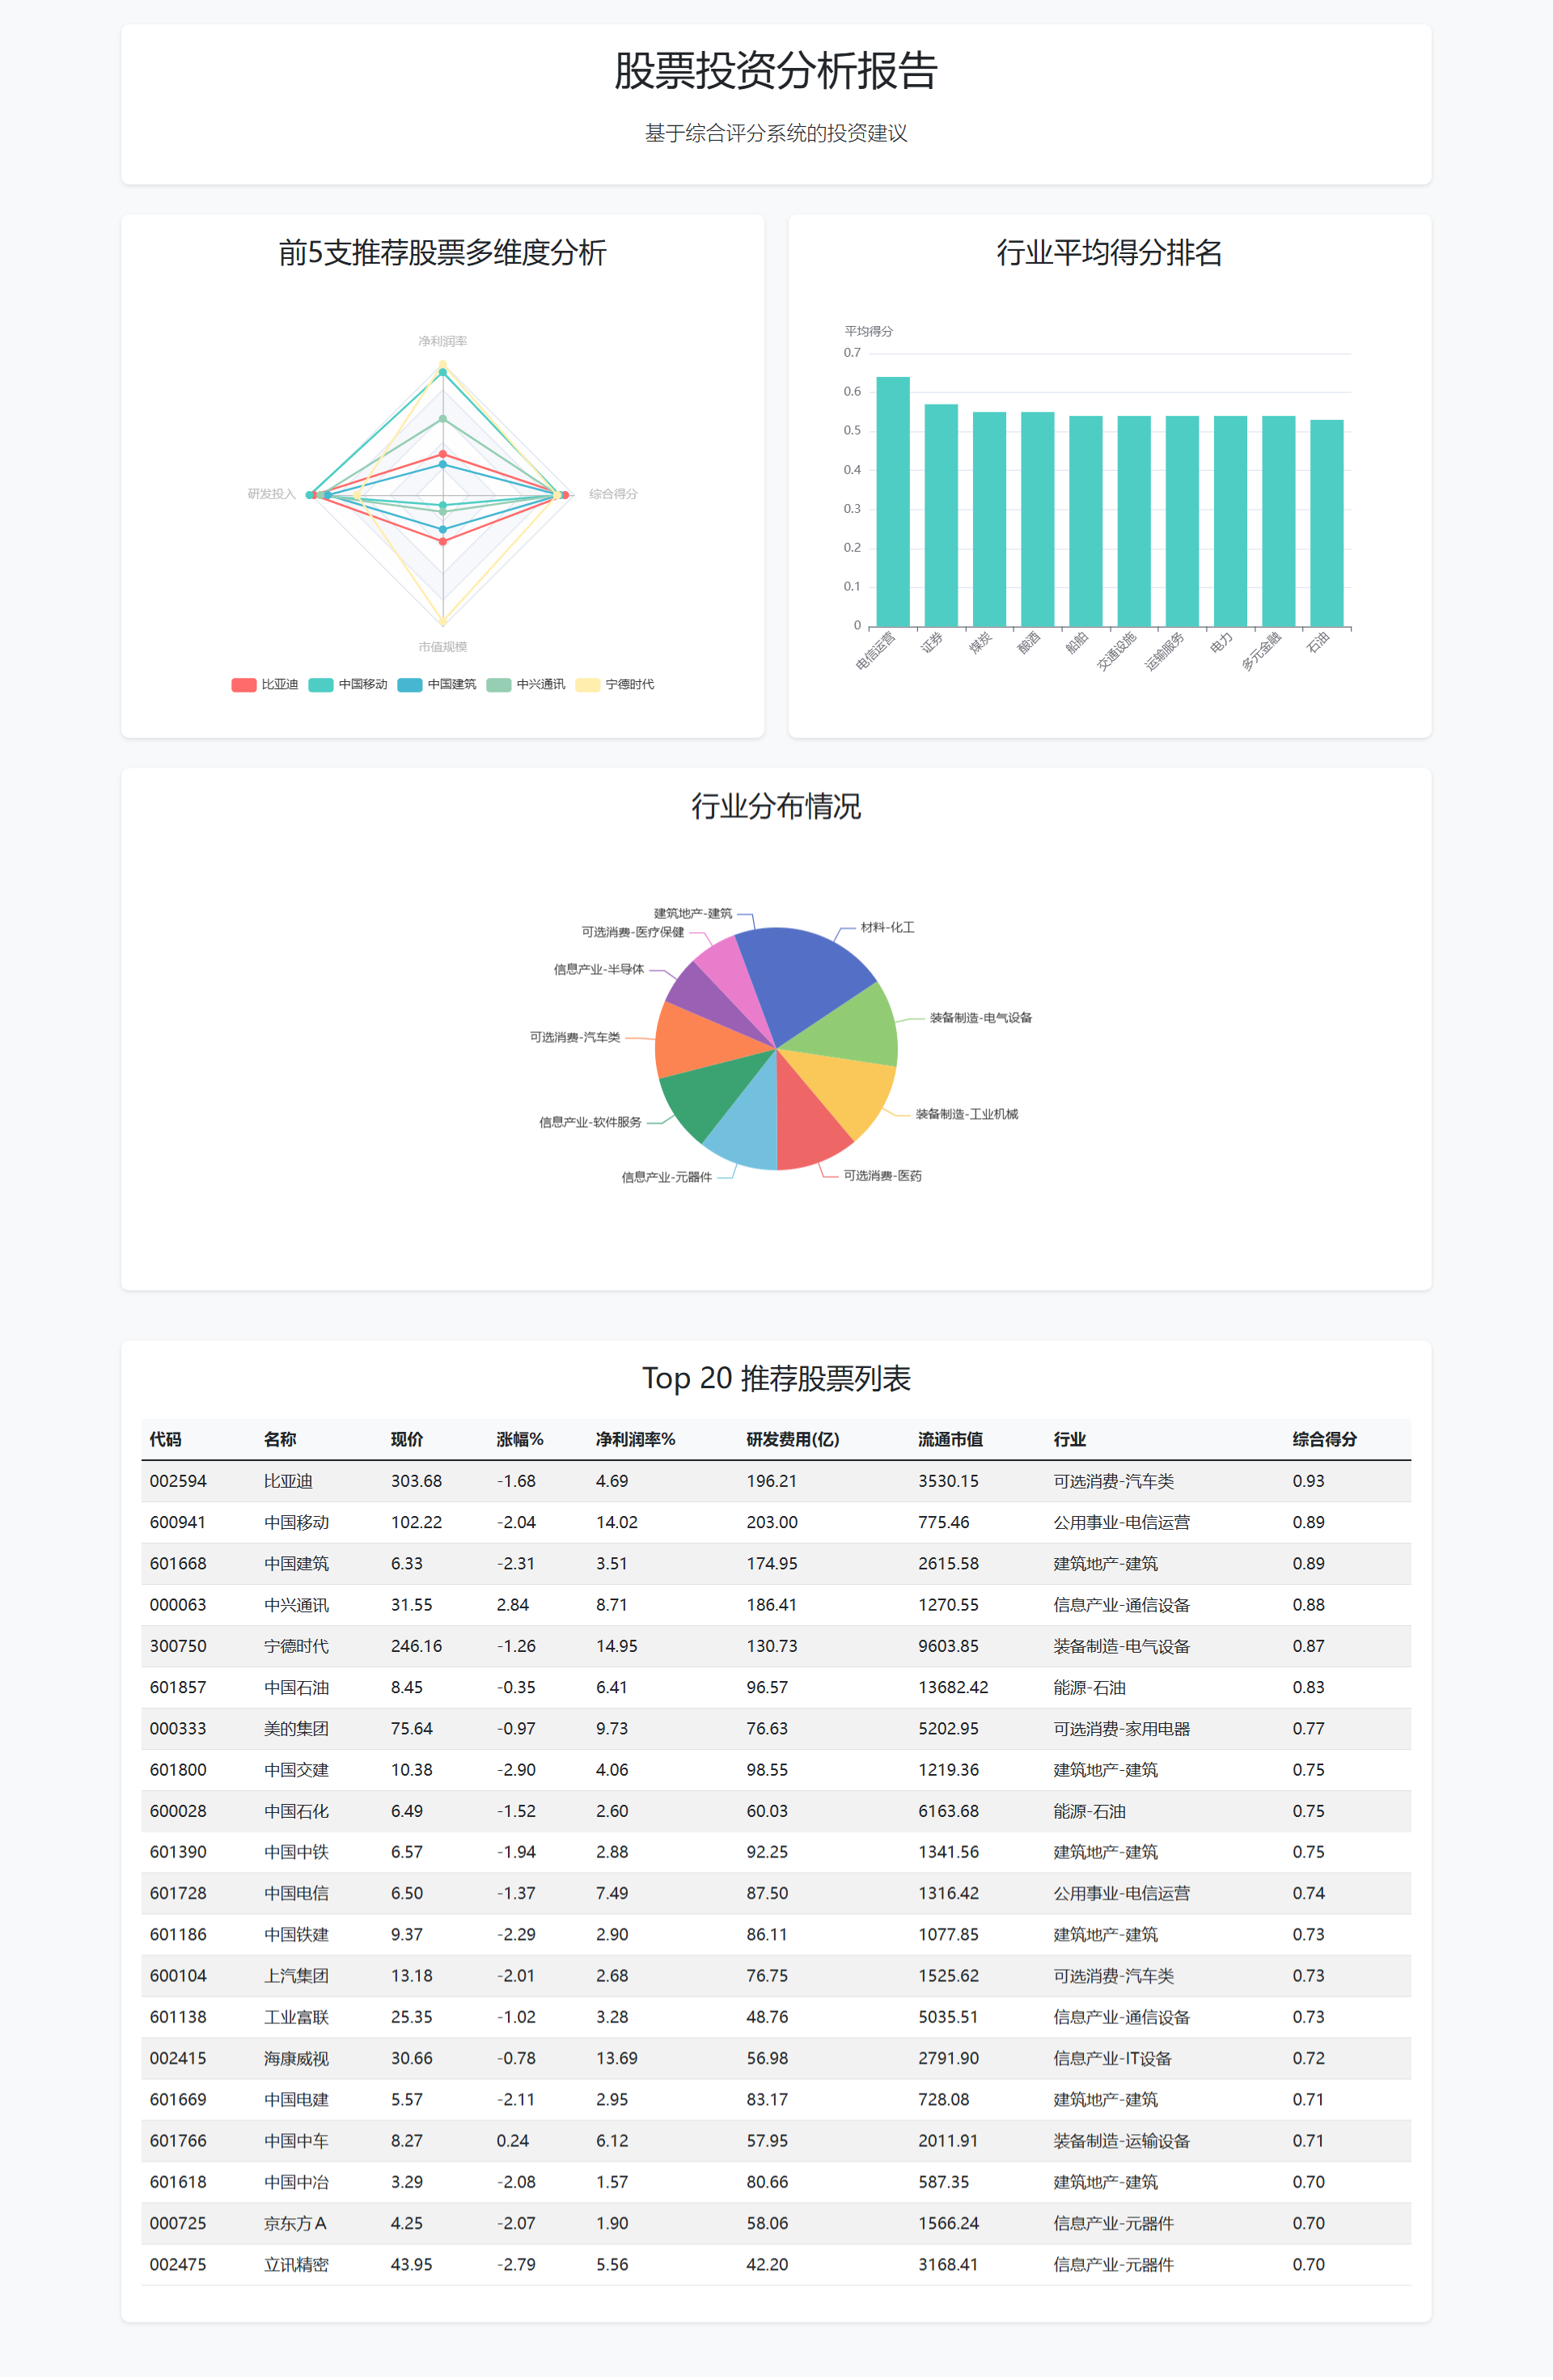 股票投资分析报告
基于综合评分系统的投资建议
前5支推荐股票多维度分析
净利润率
研发投入
综合得分
市值规模
比亚迪 中国移动 中国建筑 中兴通讯 宁德时代
行业平均得分排名
平均得分
0.7
0.6
0.5
0.4
0.3
0.2
0.1
0
电信运营 证券 煤炭 酿酒 船舶 交通设施 运输服务 电力 多元金融 石油
行业分布情况
建筑地产-建筑
材料-化工
可选消费-医疗保健
信息产业-半导体
装备制造-电气设备
可选消费-汽车类
装备制造-工业机械
信息产业-软件服务
可选消费-医药
信息产业-元器件
Top 20 推荐股票列表
代码 名称 现价 涨幅% 净利润率% 研发费用(亿) 流通市值 行业 综合得分
002594 比亚迪 303.68 -1.68 4.69 196.21 3530.15 可选消费-汽车类 0.93
600941 中国移动 102.22 -2.04 14.02 203.00 775.46 公用事业-电信运营 0.89
601668 中国建筑 6.33 -2.31 3.51 174.95 2615.58 建筑地产-建筑 0.89
000063 中兴通讯 31.55 2.84 8.71 186.41 1270.55 信息产业-通信设备 0.88
300750 宁德时代 246.16 -1.26 14.95 130.73 9603.85 装备制造-电气设备 0.87
601857 中国石油 8.45 -0.35 6.41 96.57 13682.42 能源-石油 0.83
000333 美的集团 75.64 -0.97 9.73 76.63 5202.95 可选消费-家用电器 0.77
601800 中国交建 10.38 -2.90 4.06 98.55 1219.36 建筑地产-建筑 0.75
600028 中国石化 6.49 -1.52 2.60 60.03 6163.68 能源-石油 0.75
601390 中国中铁 6.57 -1.94 2.88 92.25 1341.56 建筑地产-建筑 0.75
601728 中国电信 6.50 -1.37 7.49 87.50 1316.42 公用事业-电信运营 0.74
601186 中国铁建 9.37 -2.29 2.90 86.11 1077.85 建筑地产-建筑 0.73
600104 上汽集团 13.18 -2.01 2.68 76.75 1525.62 可选消费-汽车类 0.73
601138 工业富联 25.35 -1.02 3.28 48.76 5035.51 信息产业-通信设备 0.73
002415 海康威视 30.66 -0.78 13.69 56.98 2791.90 信息产业-IT设备 0.72
601669 中国电建 5.57 -2.11 2.95 83.17 728.08 建筑地产-建筑 0.71
601766 中国中车 8.27 0.24 6.12 57.95 2011.91 装备制造-运输设备 0.71
601618 中国中冶 3.29 -2.08 1.57 80.66 587.35 建筑地产-建筑 0.70
000725 京东方Ａ 4.25 -2.07 1.90 58.06 1566.24 信息产业-元器件 0.70
002475 立讯精密 43.95 -2.79 5.56 42.20 3168.41 信息产业-元器件 0.70